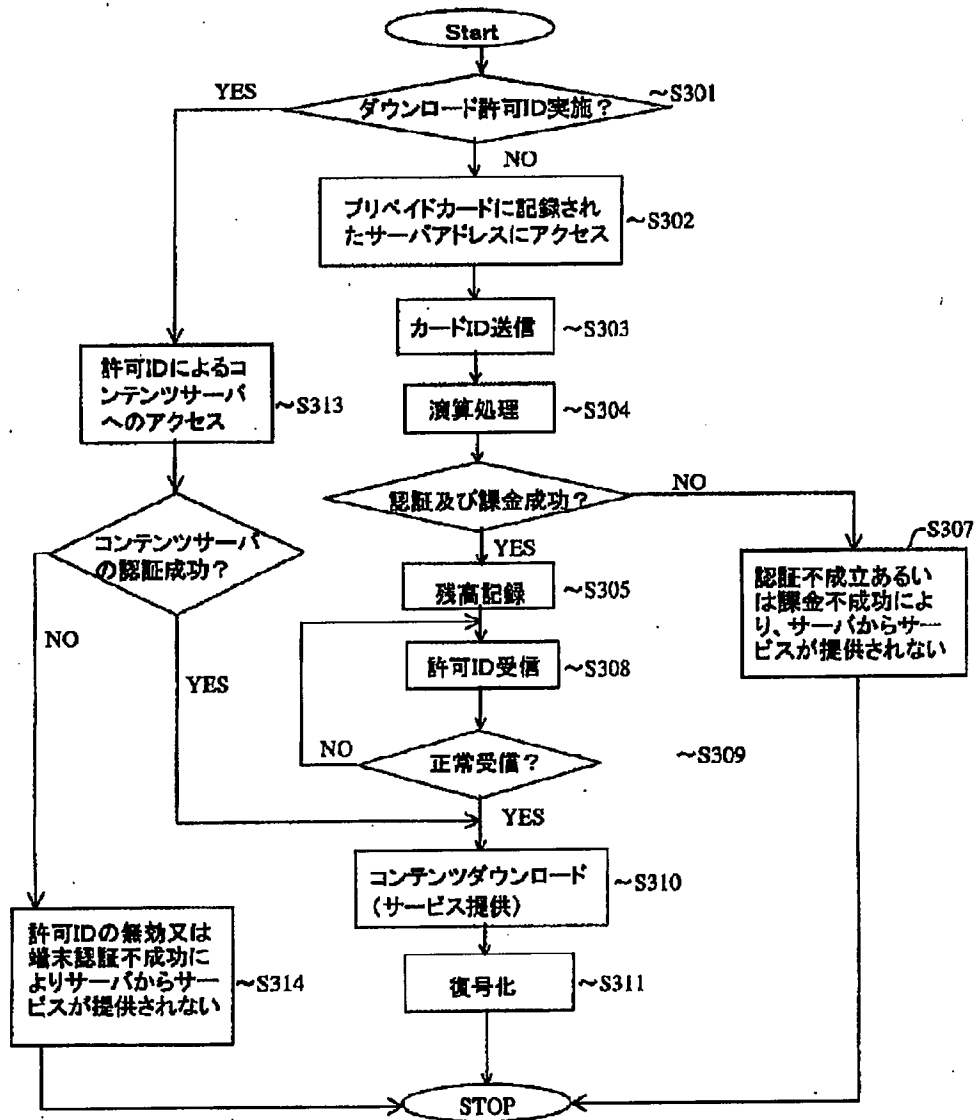 Start
YES
ダウンロード許可ID実施？
～S301
NO
プリペイドカードに記録され
たサーバアドレスにアクセス
～S302
カードID送信
～S303
許可IDによるコ
ンテンツサーバ
へのアクセス
～S313
演算処理
～S304
認証及び課金成功？
NO
コンテンツサーバ
の認証成功？
YES
S307
認証不成立あるい
は課金不成功によ
り、サーバからサー
ビスが提供されない
残高記録
～S305
NO
許可ID受信
～S308
YES
NO
正常受信？
～S309
YES
コンテンツダウンロード
（サービス提供）
～S310
許可IDの無効又は
端末認証不成功に
よりサーバからサー
ビスが提供されない
～S314
復号化
～S311
STOP